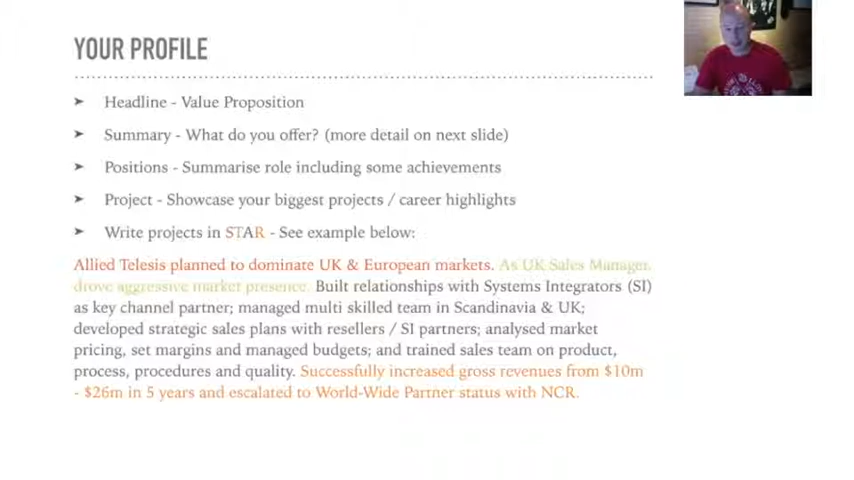 YOUR PROFILE
➤ Headline - Value Proposition
➤ Summary - What do you offer? (more detail on next slide)
➤ Positions - Summarise role including some achievements
➤ Project - Showcase your biggest projects / career highlights
➤ Write projects in STAR - See example below:
Allied Telesis planned to dominate UK & European markets. As UK Sales Manager,
drove aggressive market presence. Built relationships with Systems Integrators (SI)
as key channel partner; managed multi skilled team in Scandinavia & UK;
developed strategic sales plans with resellers / SI partners; analysed market
pricing, set margins and managed budgets; and trained sales team on product,
process, procedures and quality. Successfully increased gross revenues from $10m
- $26m in 5 years and escalated to World-Wide Partner status with NCR.